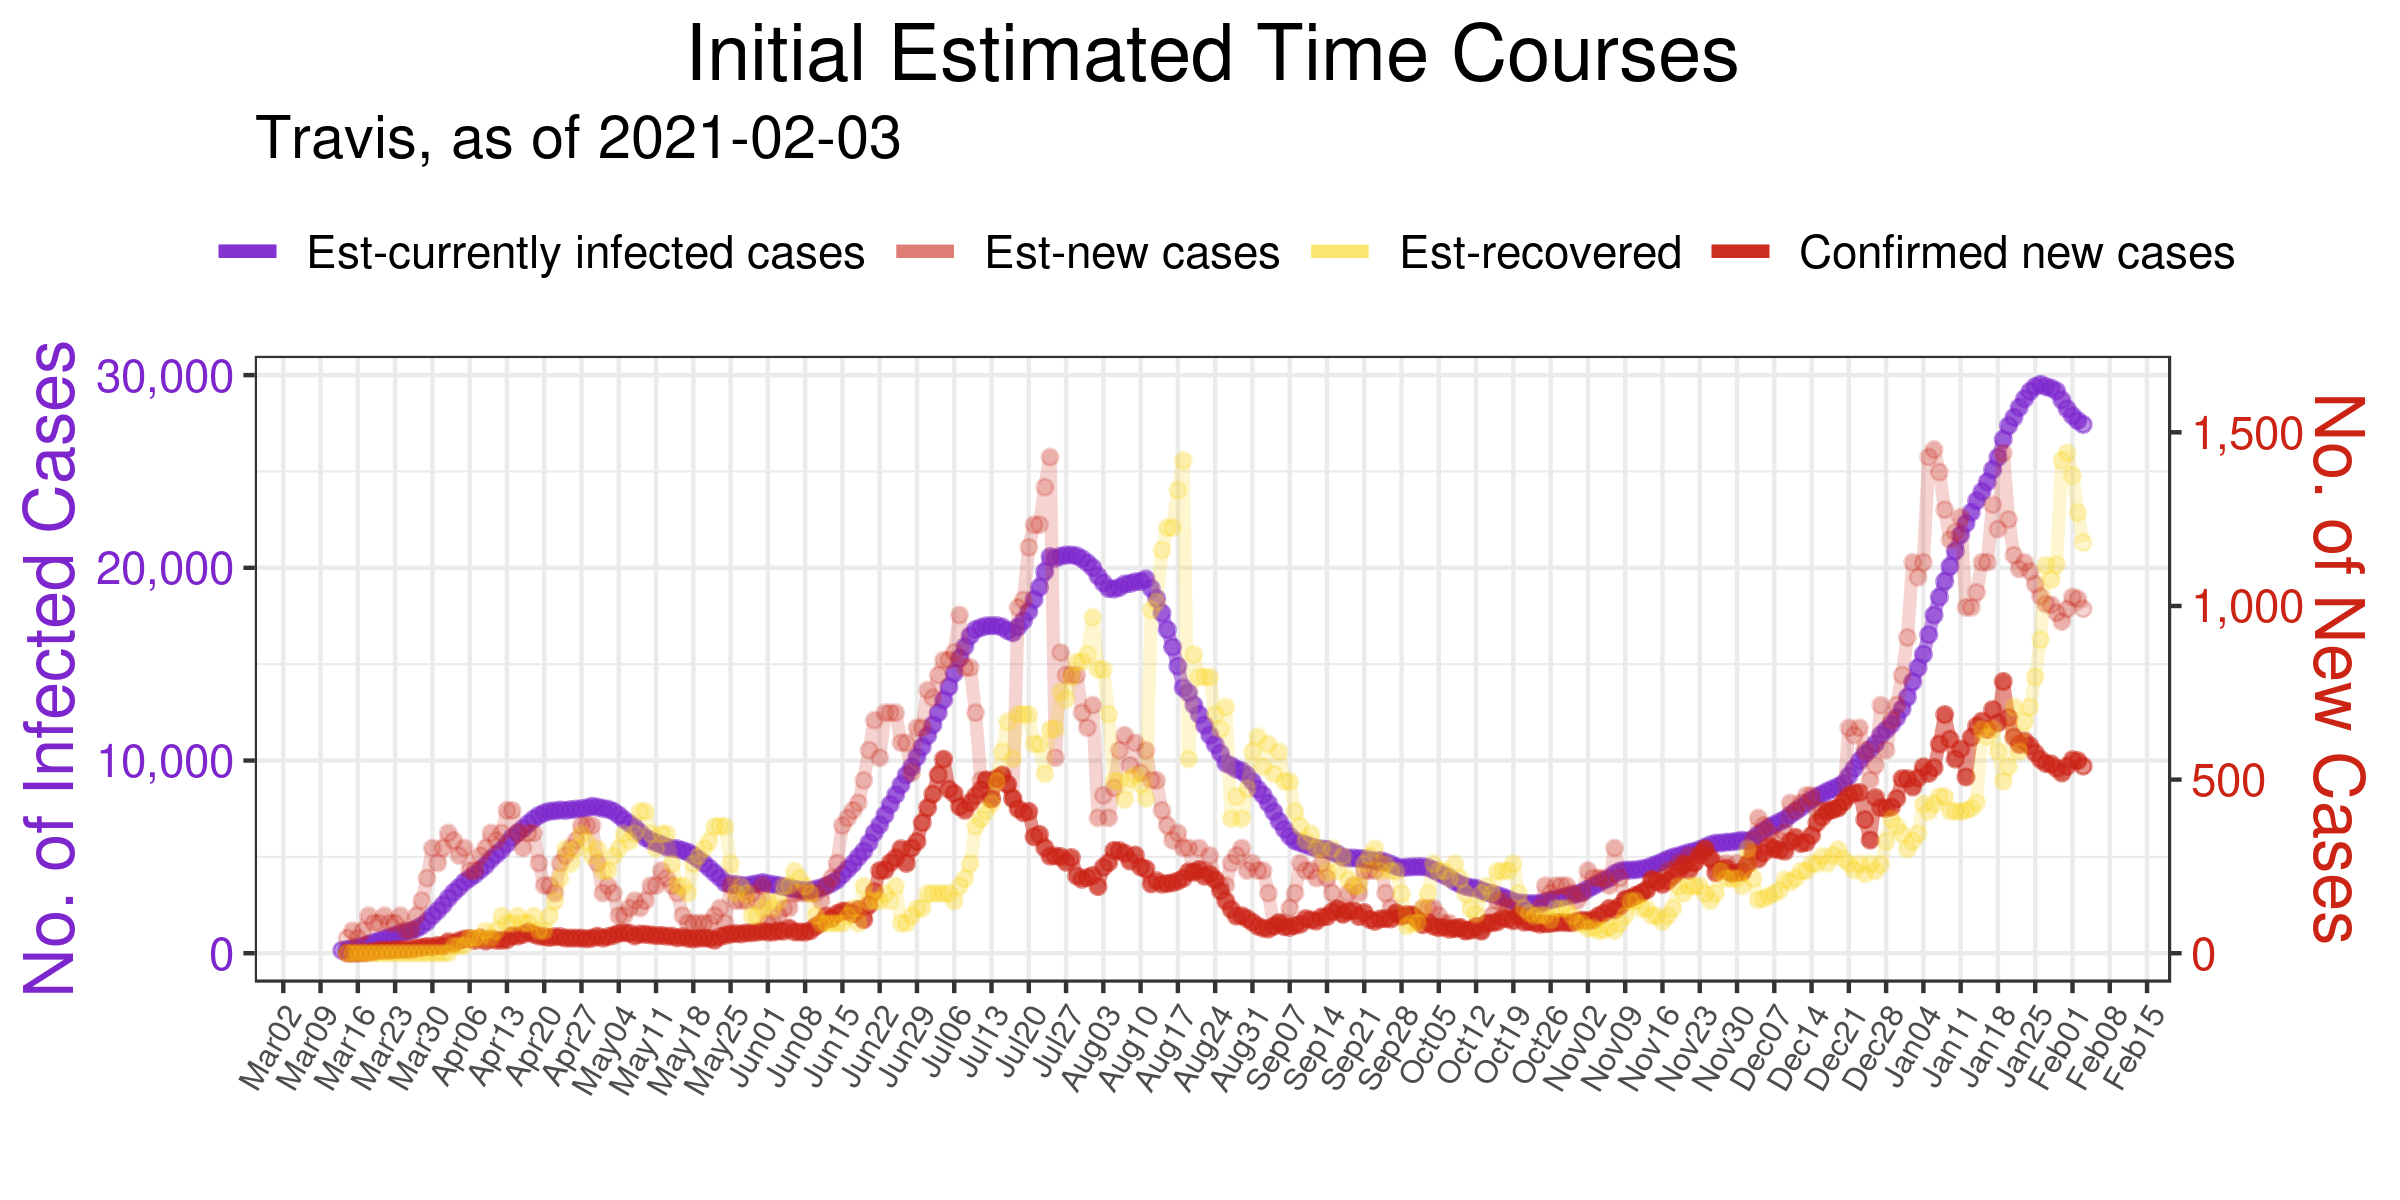 Initial Estimated Time Courses
Travis, as of 2021-02-03
Est-currently infected cases
Est-new cases
Est-recovered
Confirmed new cases
No. of Infected Cases
30,000
20,000
10,000
0
1,500
1,000
500
0
No. of New Cases
Mar02
Mar09
Mar16
Mar23
Mar30
Apr06
Apr13
Apr20
Apr27
May04
May11
May18
May25
Jun01
Jun08
Jun15
Jun22
Jun29
Jul06
Jul13
Jul20
Jul27
Aug03
Aug10
Aug17
Aug24
Aug31
Sep07
Sep14
Sep21
Sep28
Oct05
Oct12
Oct19
Oct26
Nov02
Nov09
Nov16
Nov23
Nov30
Dec07
Dec14
Dec21
Dec28
Jan04
Jan11
Jan18
Jan25
Feb01
Feb08
Feb15